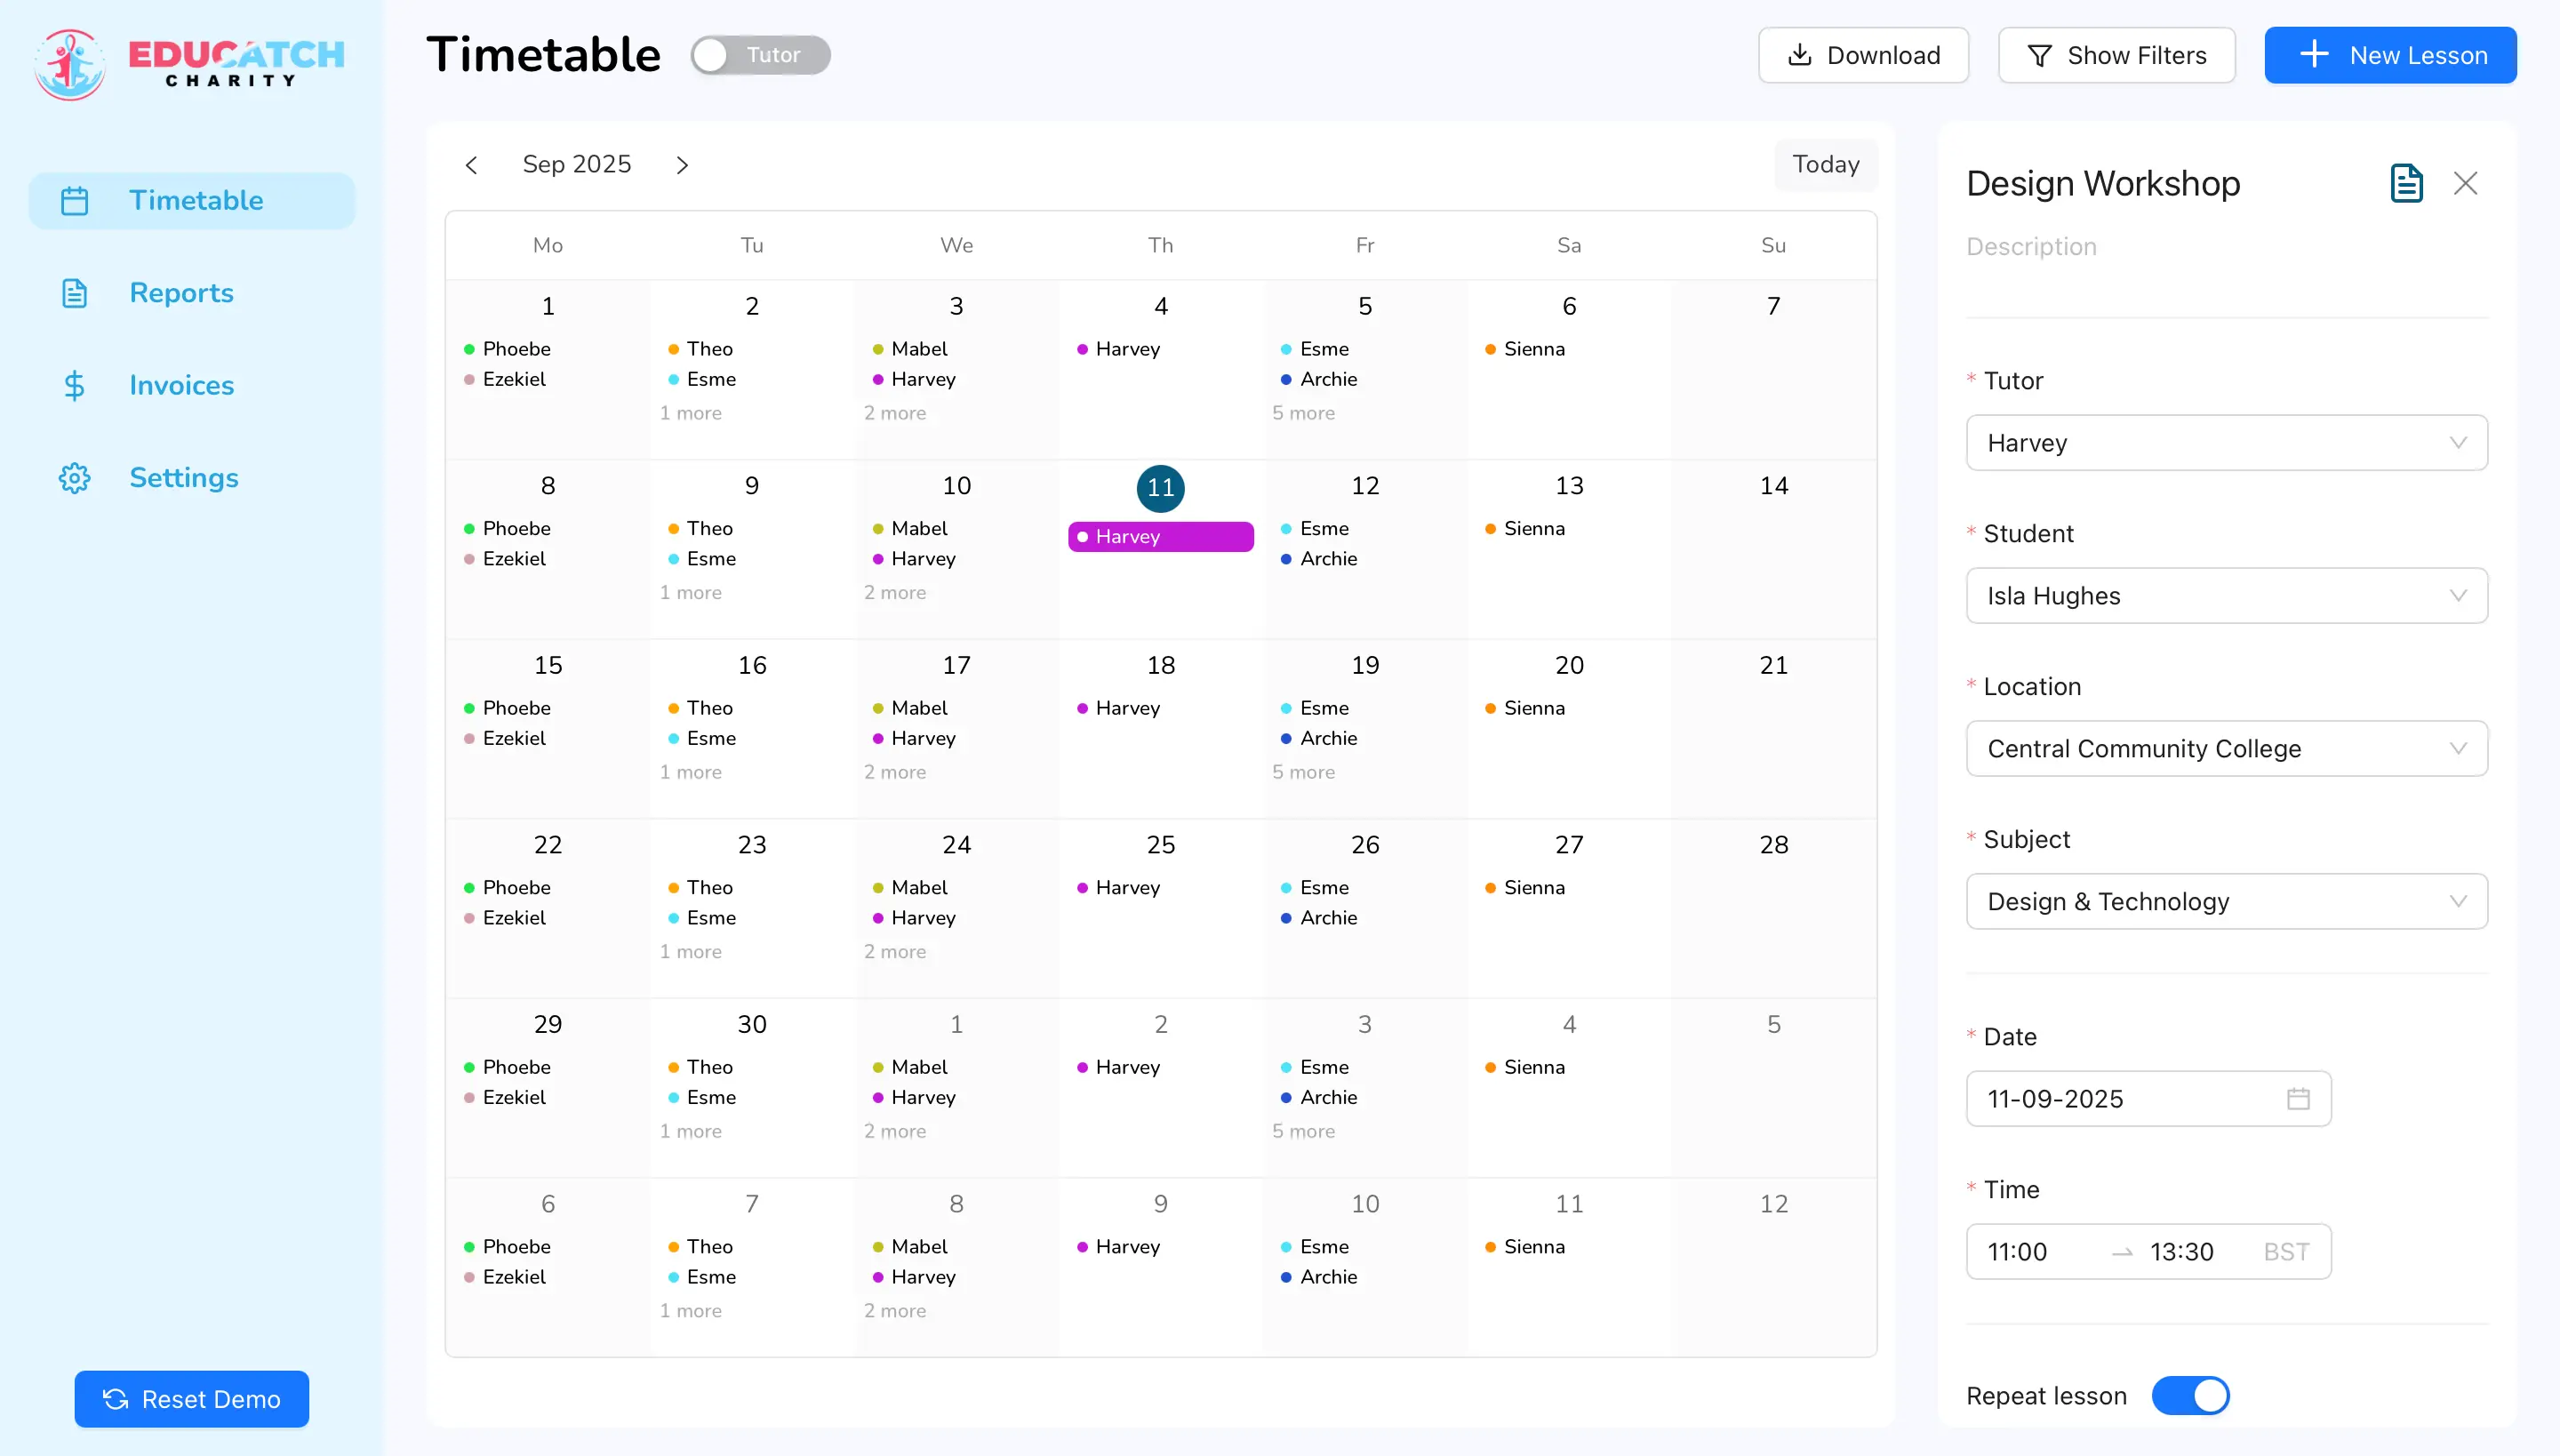 EDUCATCH
CHARITY
Timetable
Reports
Invoices
Settings
Reset Demo
Timetable
Tutor
Download
Show Filters
New Lesson
Sep 2025
Today
Mo Tu We Th Fr Sa Su
1 2 3 4 5 6 7
Phoebe Theo Mabel Harvey Esme Sienna
Ezekiel Esme Harvey Archie
1 more 2 more 5 more
8 9 10 11 12 13 14
Phoebe Theo Mabel Harvey Esme Sienna
Ezekiel Esme Harvey Archie
1 more 2 more
15 16 17 18 19 20 21
Phoebe Theo Mabel Harvey Esme Sienna
Ezekiel Esme Harvey Archie
1 more 2 more 5 more
22 23 24 25 26 27 28
Phoebe Theo Mabel Harvey Esme Sienna
Ezekiel Esme Harvey Archie
1 more 2 more
29 30 1 2 3 4 5
Phoebe Theo Mabel Harvey Esme Sienna
Ezekiel Esme Harvey Archie
1 more 2 more 5 more
6 7 8 9 10 11 12
Phoebe Theo Mabel Harvey Esme Sienna
Ezekiel Esme Harvey Archie
1 more 2 more
Design Workshop
Description
* Tutor
Harvey
* Student
Isla Hughes
* Location
Central Community College
* Subject
Design & Technology
* Date
11-09-2025
* Time
11:00 → 13:30 BST
Repeat lesson